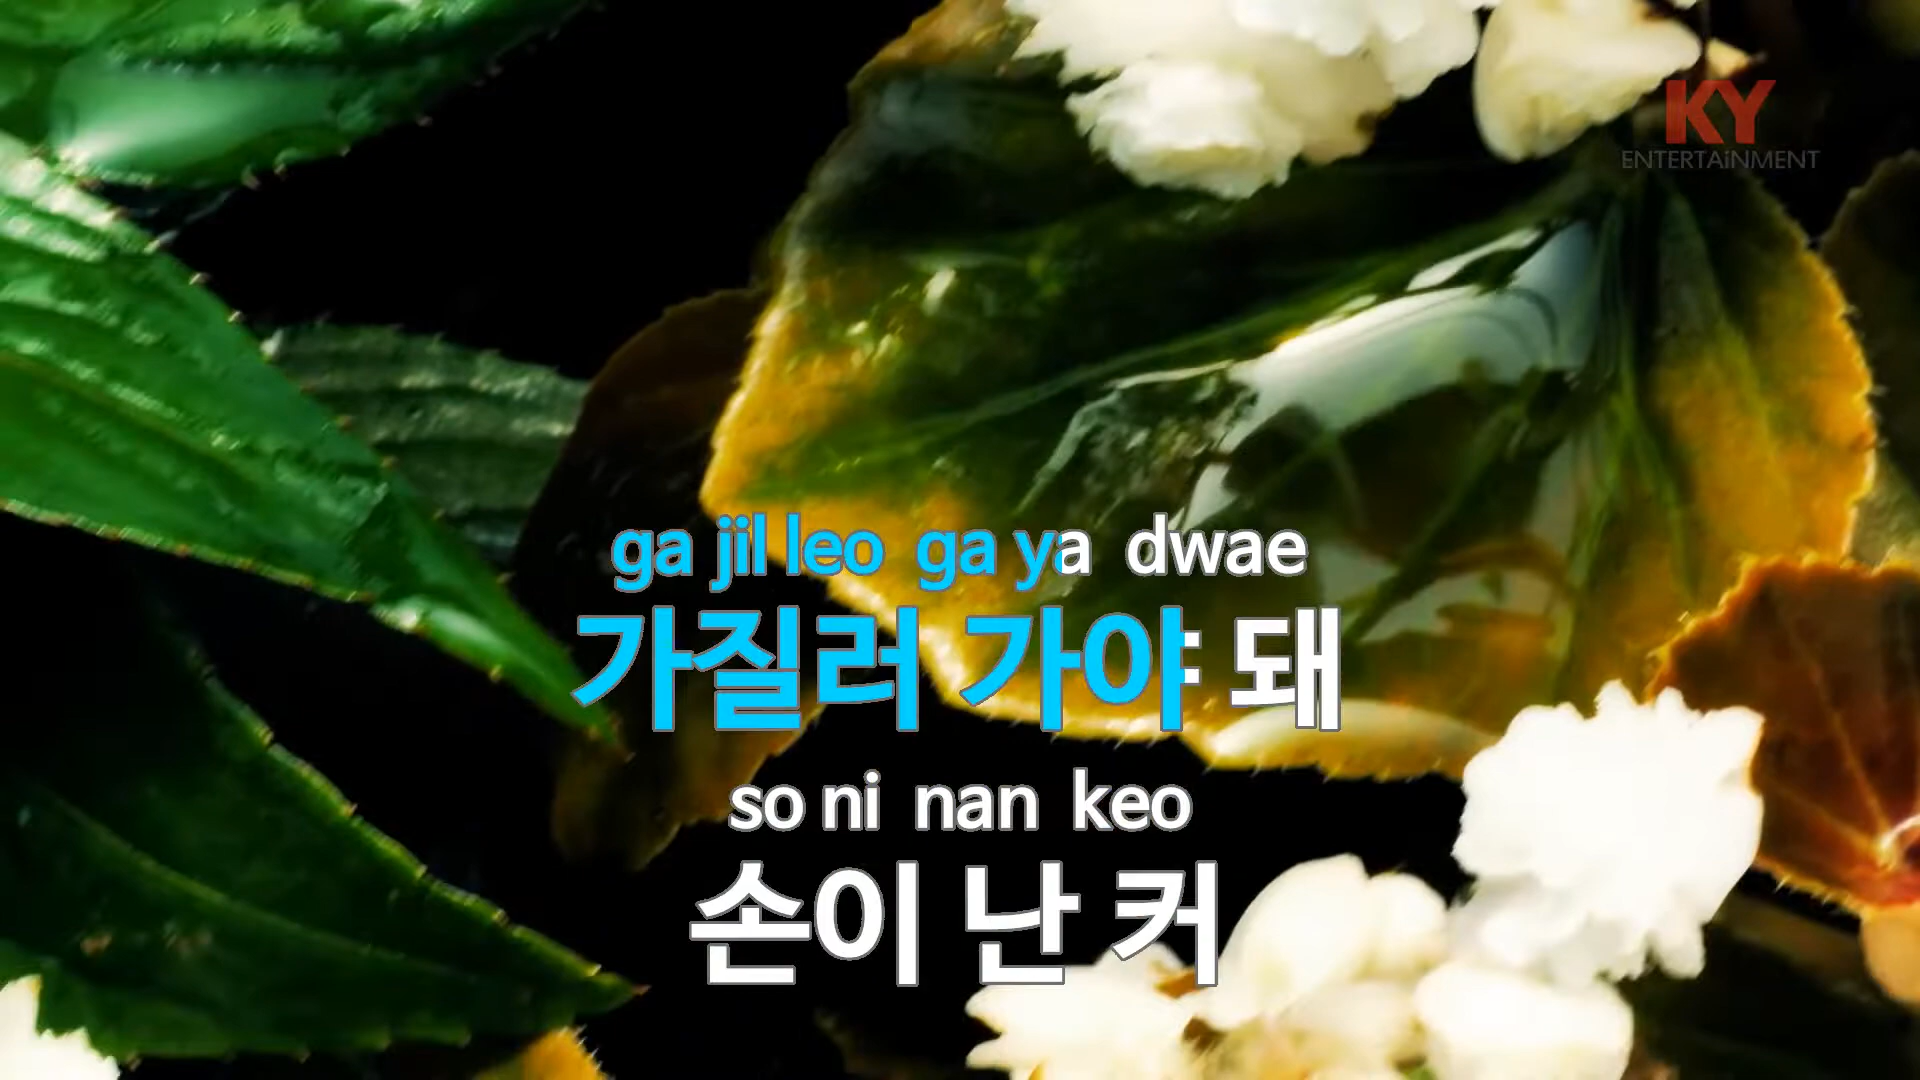 KY
ENTERTAiNMENT
ga jil leo ga ya dwae
가질러 가야 돼
so ni nan keo
손이 난 커